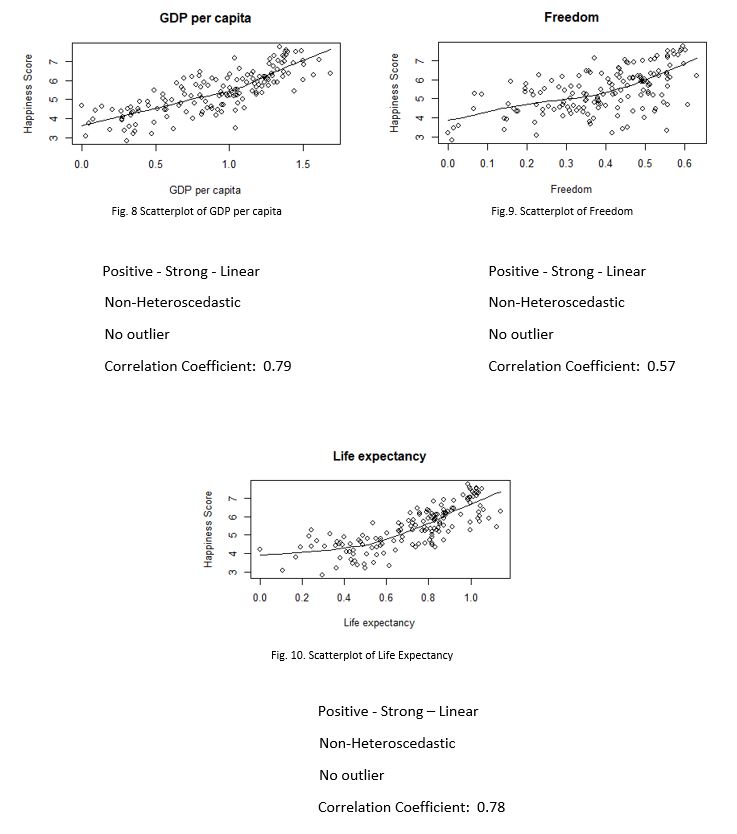 GDP per capita
Happiness Score
7
6
5
4
3
0.0 0.5 1.0 1.5
GDP per capita
Fig. 8 Scatterplot of GDP per capita
Freedom
Happiness Score
7
6
5
4
3
0.0 0.1 0.2 0.3 0.4 0.5 0.6
Freedom
Fig.9. Scatterplot of Freedom
Positive - Strong - Linear
Non-Heteroscedastic
No outlier
Correlation Coefficient: 0.79
Positive - Strong - Linear
Non-Heteroscedastic
No outlier
Correlation Coefficient: 0.57
Life expectancy
Happiness Score
7
6
5
4
3
0.0 0.2 0.4 0.6 0.8 1.0
Life expectancy
Fig. 10. Scatterplot of Life Expectancy
Positive - Strong – Linear
Non-Heteroscedastic
No outlier
Correlation Coefficient: 0.78